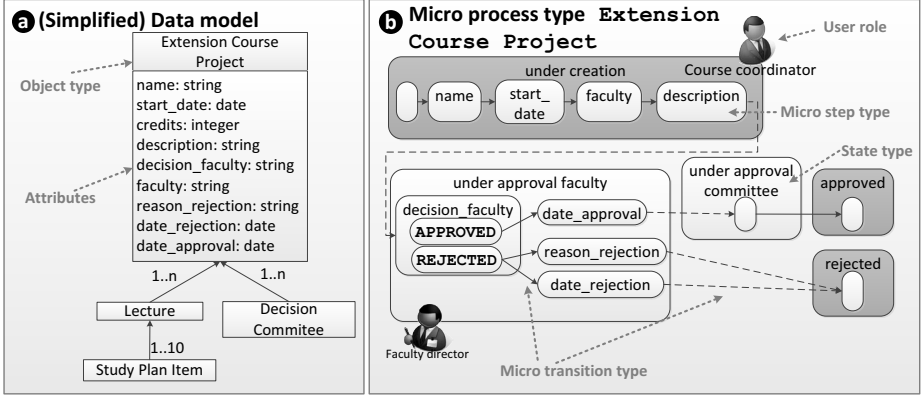 a (Simplified) Data model
Extension Course
Project
Object type
name: string
start_date: date
credits: integer
description: string
decision_faculty: string
faculty: string
reason_rejection: string
date_rejection: date
date_approval: date
Attributes
1..n
1..n
Lecture
Decision
Commitee
1..10
Study Plan Item
b Micro process type Extension
Course Project
User role
under creation
Course coordinator
name
start_
date
faculty
description
Micro step type
State type
under approval faculty
under approval
committee
approved
decision_faculty
APPROVED
REJECTED
date_approval
reason_rejection
date_rejection
rejected
Faculty director
Micro transition type